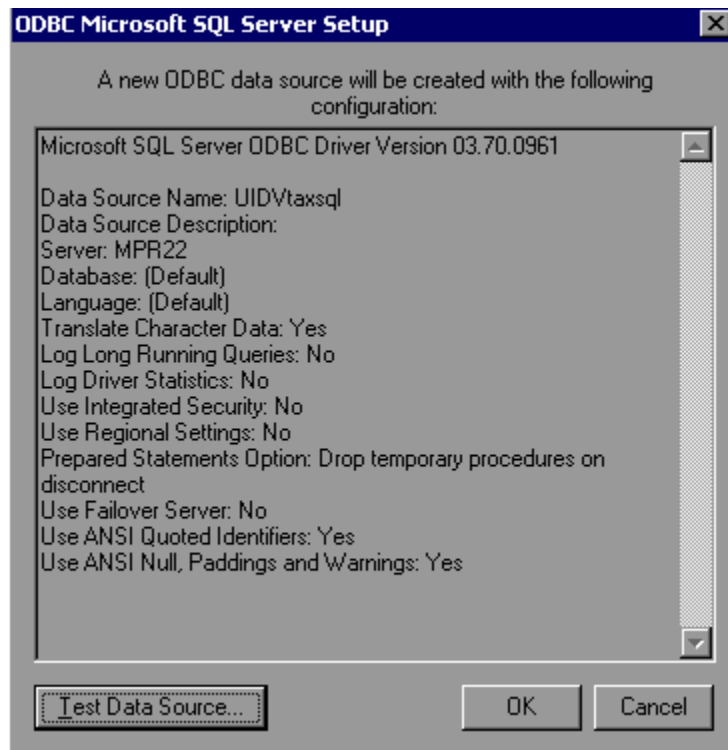 ODBC Microsoft SQL Server Setup
A new ODBC data source will be created with the following
configuration:
Microsoft SQL Server ODBC Driver Version 03.70.0961
Data Source Name: UIDVtaxsql
Data Source Description:
Server: MPR22
Database: (Default)
Language: (Default)
Translate Character Data: Yes
Log Long Running Queries: No
Log Driver Statistics: No
Use Integrated Security: No
Use Regional Settings: No
Prepared Statements Option: Drop temporary procedures on
disconnect
Use Failover Server: No
Use ANSI Quoted Identifiers: Yes
Use ANSI Null, Paddings and Warnings: Yes
Test Data Source...
OK
Cancel